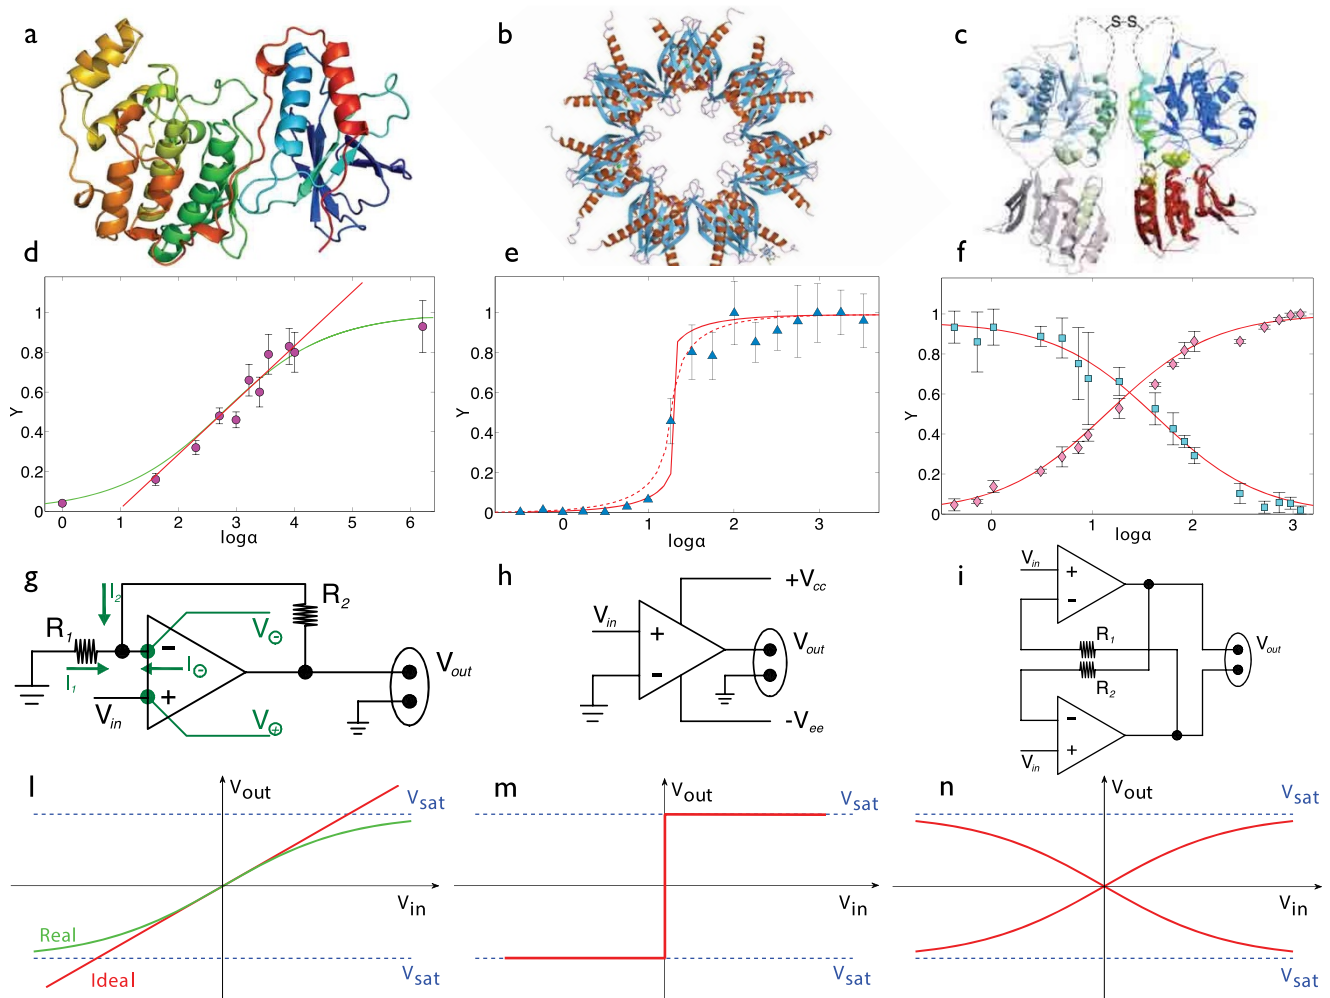 a
b
c
S-S
d
e
f
1
0.8
0.6
0.4
0.2
0
Y
0 1 2 3 4 5 6
logα
1
0.8
0.6
0.4
0.2
0
Y
0 1 2 3
logα
1
0.8
0.6
0.4
0.2
0
Y
0 1 2 3
logα
g
I2
R1
R2
V⊖
I1
I⊖
Vin
V⊕
Vout
- +
h
+Vcc
Vin
Vout
-Vee
+ -
i
Vin
R1
R2
Vout
Vin
+ -
- +
l
Vout
Vsat
Vin
Real
Ideal
Vsat
m
Vout
Vsat
Vin
Vsat
n
Vout
Vsat
Vin
Vsat